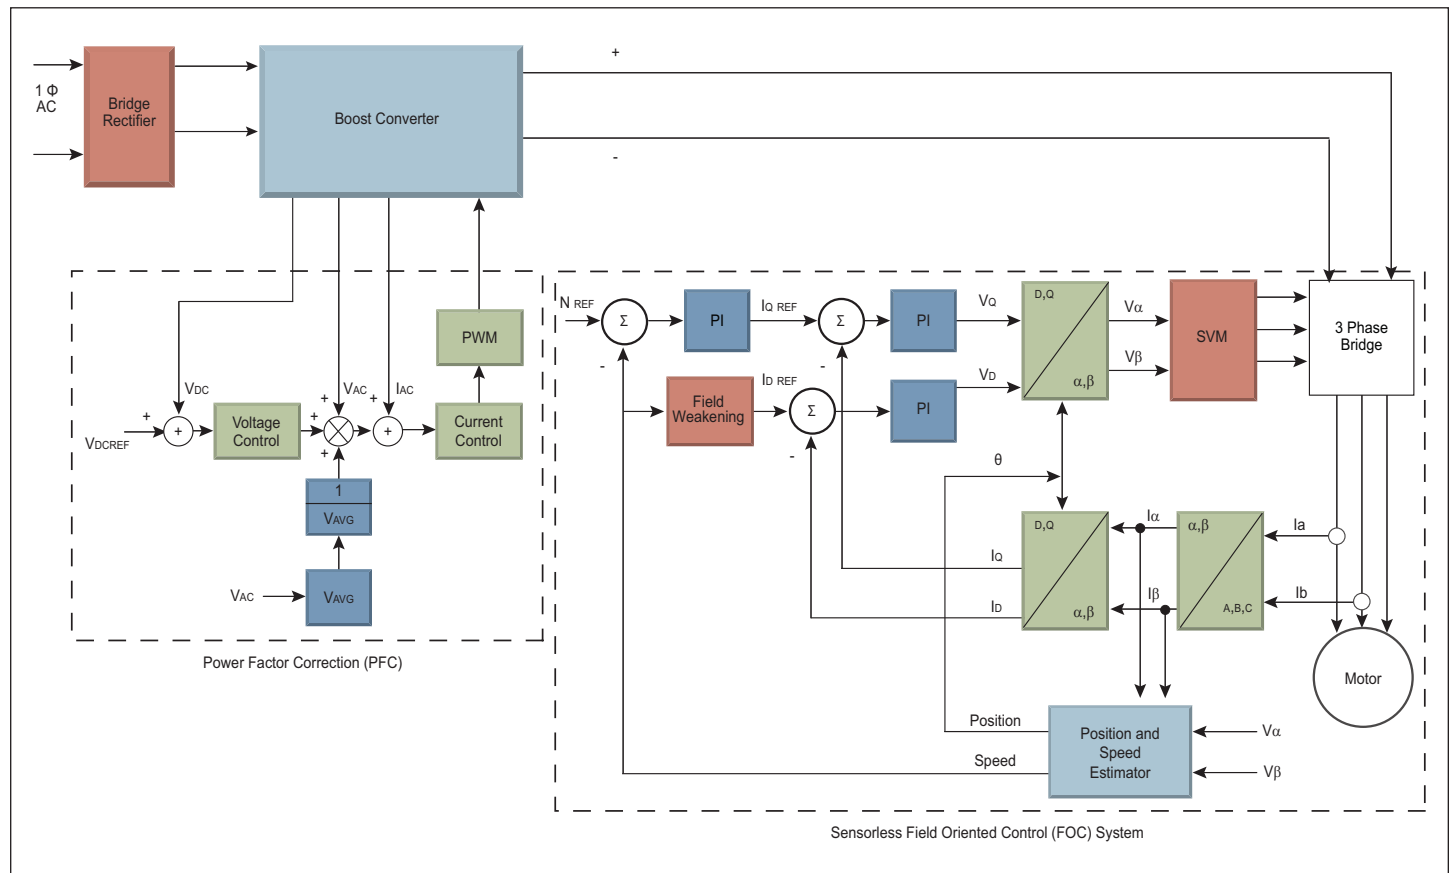 +
1 Φ
AC
Bridge
Rectifier
Boost Converter
-
N REF
Σ
PI
IQ REF
Σ
PI
VQ
D,Q
α,β
Vα
Vβ
SVM
3 Phase
Bridge
-
-
PWM
VDC
VAC
IAC
+
+
+
+
VDCREF
+
Voltage
Control
+
+
Current
Control
Field
Weakening
ID REF
Σ
PI
VD
-
θ
1
VAVG
VAC
VAVG
D,Q
α,β
IQ
ID
Iα
Iβ
α,β
A,B,C
Ia
Ib
Motor
Power Factor Correction (PFC)
Position
Speed
Position and
Speed
Estimator
Vα
Vβ
Sensorless Field Oriented Control (FOC) System